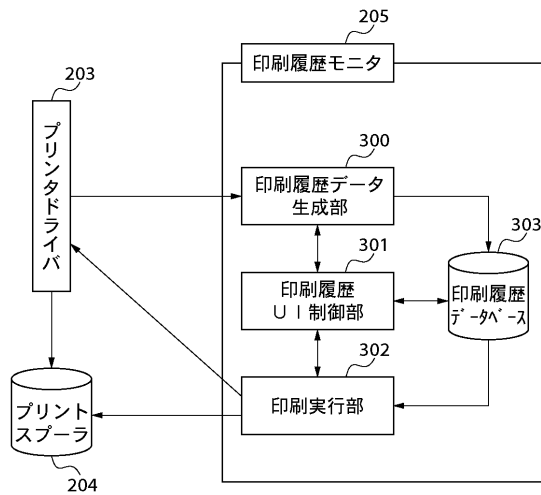 205
印刷履歴モニタ
203
プリンタドライバ
300
印刷履歴データ
生成部
303
印刷履歴
ﾃﾞｰﾀﾍﾞｰｽ
301
印刷履歴
UI制御部
302
印刷実行部
プリント
スプーラ
204